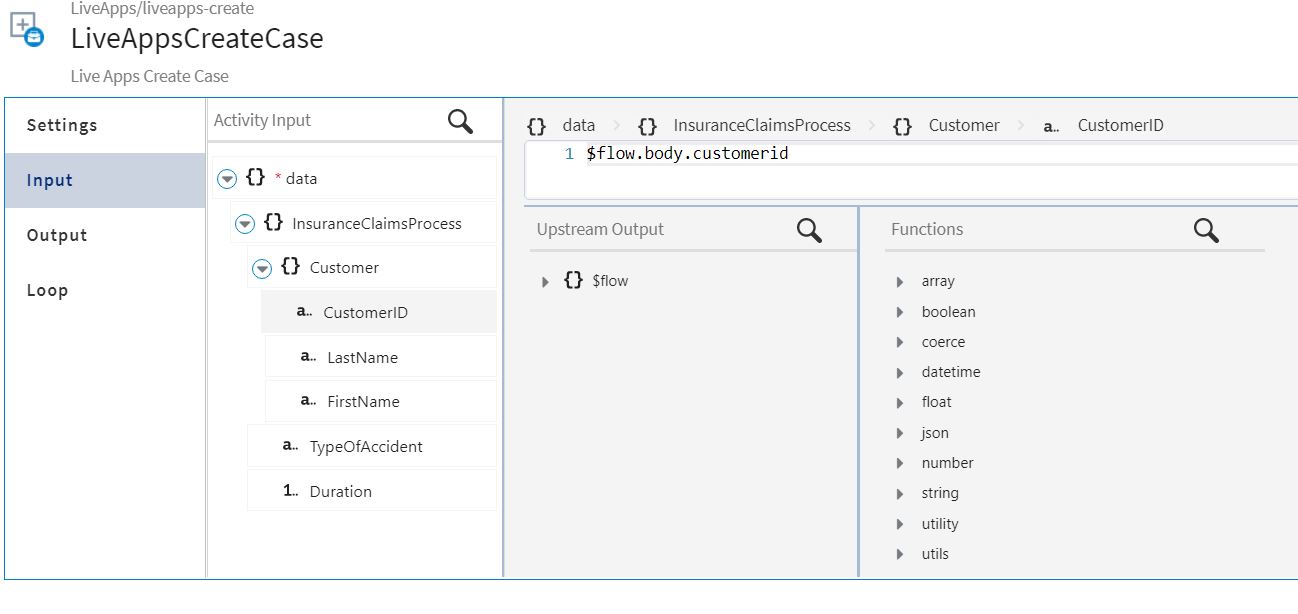 LiveApps/liveapps-create
LiveAppsCreateCase
Live Apps Create Case
Settings
Input
Output
Loop
Activity Input
{} * data
{} InsuranceClaimsProcess
{} Customer
a.. CustomerID
a.. LastName
a.. FirstName
a.. TypeOfAccident
1.. Duration
{} data > {} InsuranceClaimsProcess > {} Customer > a.. CustomerID
1 $flow.body.customerid
Upstream Output
{} $flow
Functions
array
boolean
coerce
datetime
float
json
number
string
utility
utils